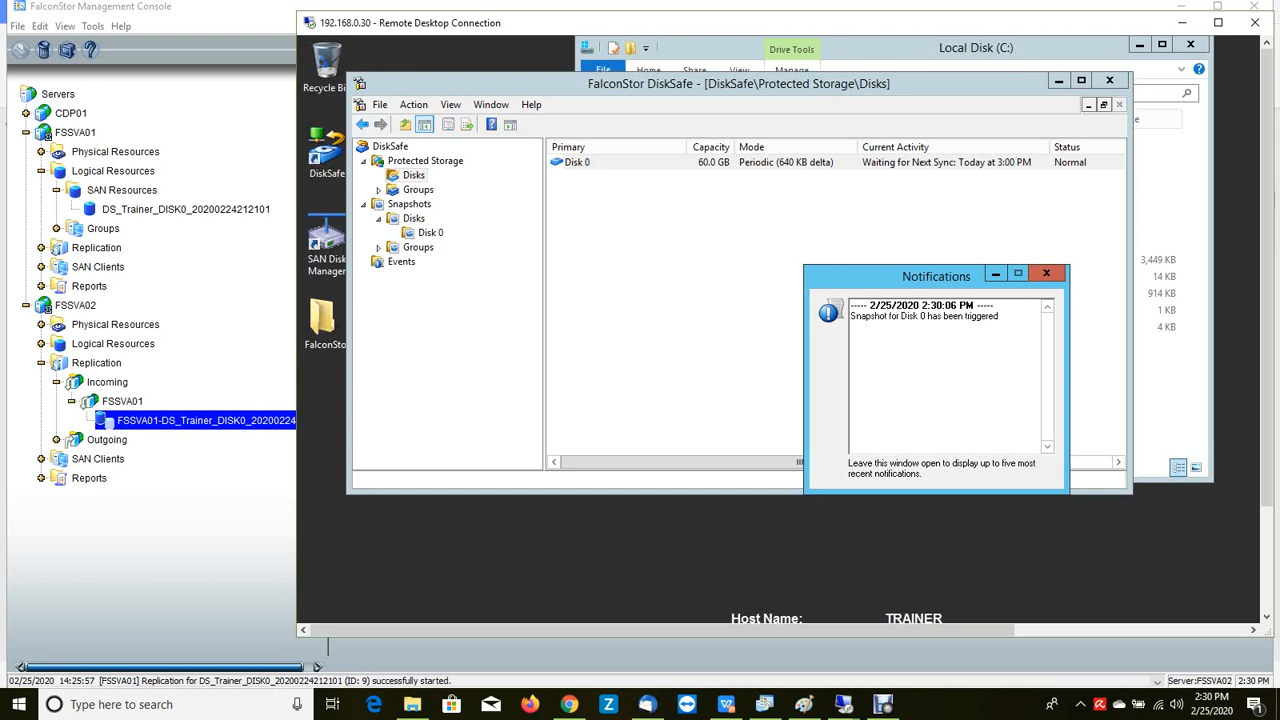 FalconStor Management Console
File Edit View Tools Help
Servers
CDP01
FSSVA01
Physical Resources
Logical Resources
SAN Resources
DS_Trainer_DISK0_20200224212101
Groups
Replication
SAN Clients
Reports
FSSVA02
Physical Resources
Logical Resources
Replication
Incoming
FSSVA01
FSSVA01-DS_Trainer_DISK0_20200224
Outgoing
SAN Clients
Reports
192.168.0.30 - Remote Desktop Connection
Recycle Bi
DiskSafe
SAN Disk
Manager
FalconStor
Drive Tools
Local Disk (C:)
File Home Share View Manage
3,449 KB
14 KB
914 KB
1 KB
4 KB
FalconStor DiskSafe - [DiskSafe\Protected Storage\Disks]
File Action View Window Help
DiskSafe
Protected Storage
Disks
Groups
Snapshots
Disks
Disk 0
Groups
Events
Primary Capacity Mode Current Activity Status
Disk 0 60.0 GB Periodic (640 KB delta) Waiting for Next Sync: Today at 3:00 PM Normal
Notifications
----- 2/25/2020 2:30:06 PM -----
Snapshot for Disk 0 has been triggered
Leave this window open to display up to five most
recent notifications.
Host Name: TRAINER
02/25/2020 14:25:57 [FSSVA01] Replication for DS_Trainer_DISK0_20200224212101 (ID: 9) successfully started.
Server:FSSVA02 2:30 PM
Type here to search
2:30 PM
2/25/2020